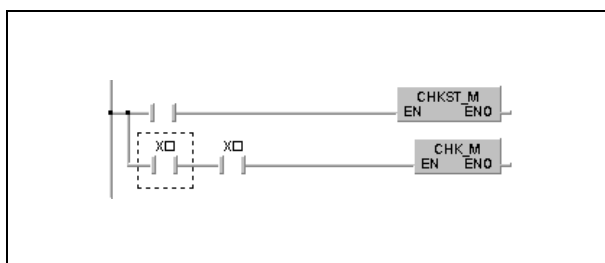 CHKST_M
EN ENO
X□ X□
CHK_M
EN ENO